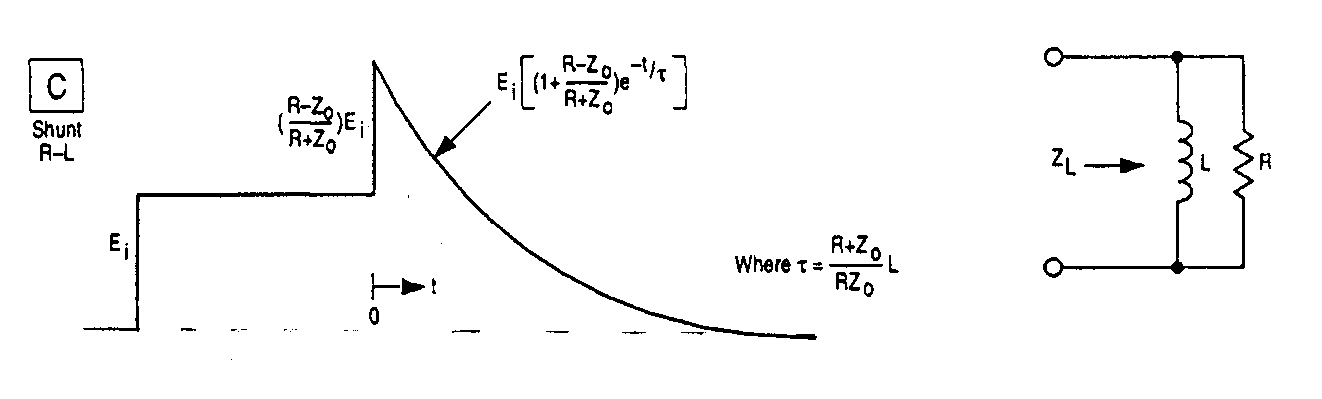 C
Shunt
R-L
E_i
(R-Z_0/R+Z_0)E_i
E_i[(1+R-Z_0/R+Z_0)e^-t/τ]
0
t
Where τ = R+Z_0/RZ_0 L
Z_L
L
R